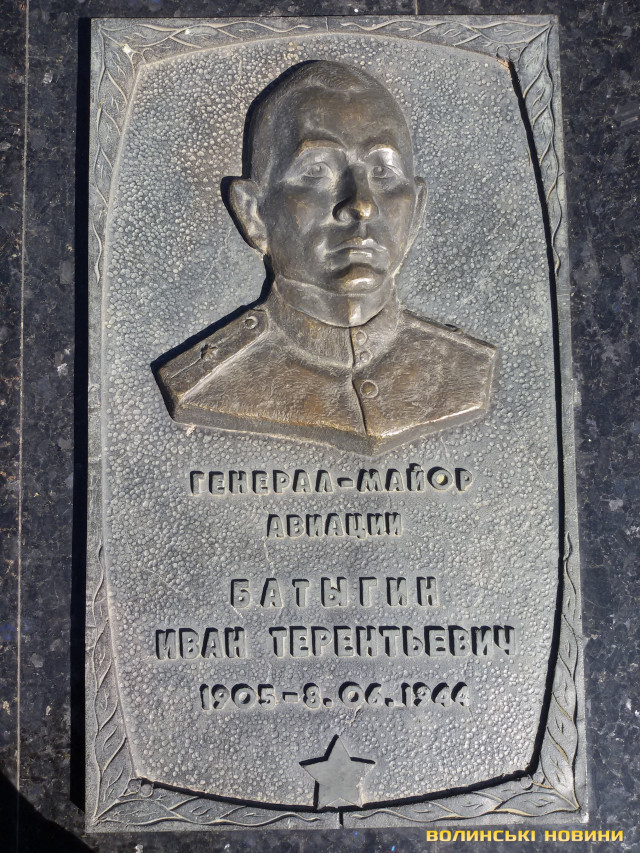 ГЕНЕРАЛ-МАЙОР
АВИАЦИИ
БАТЫГИН
ИВАН ТЕРЕНТЬЕВИЧ
1905-8.06.1944
ВОЛИНСЬКІ НОВИНИ